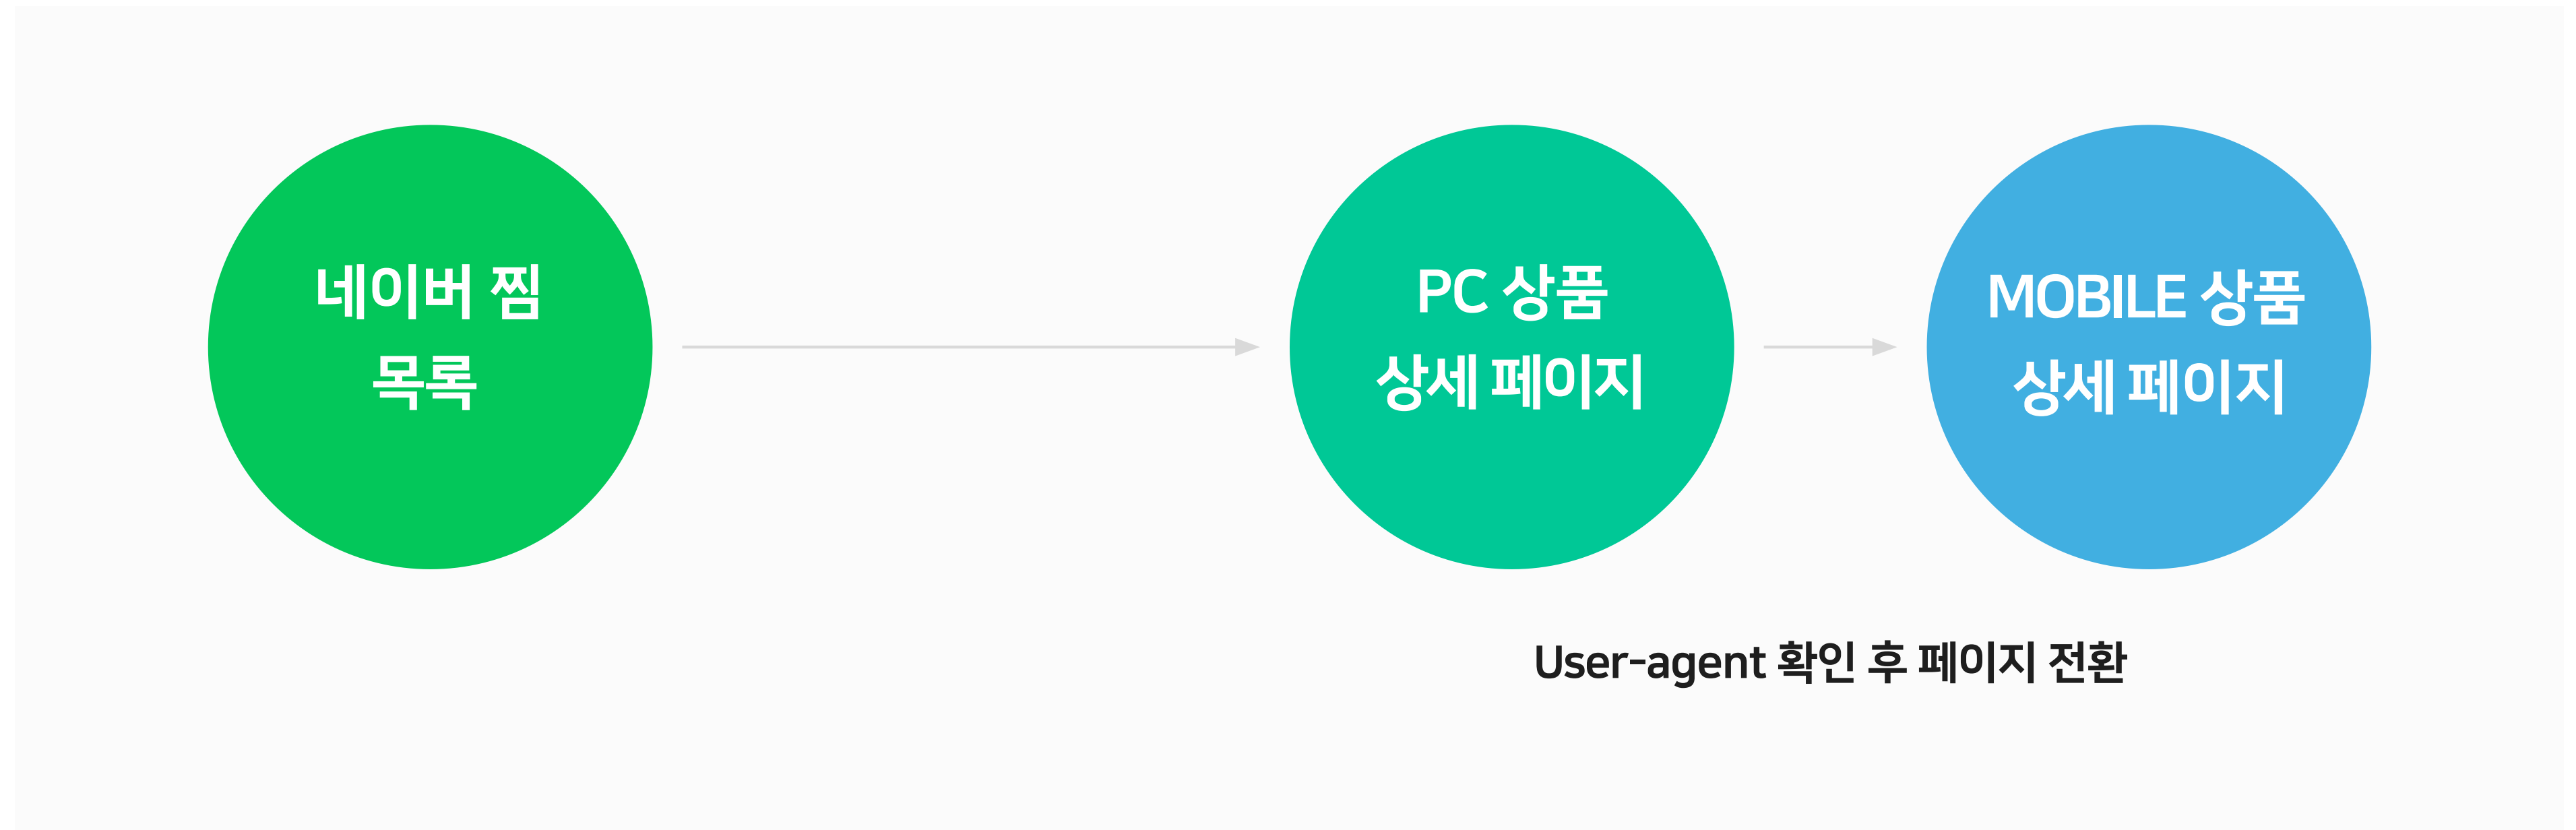 네이버 찜
목록
PC 상품
상세 페이지
MOBILE 상품
상세 페이지
User-agent 확인 후 페이지 전환